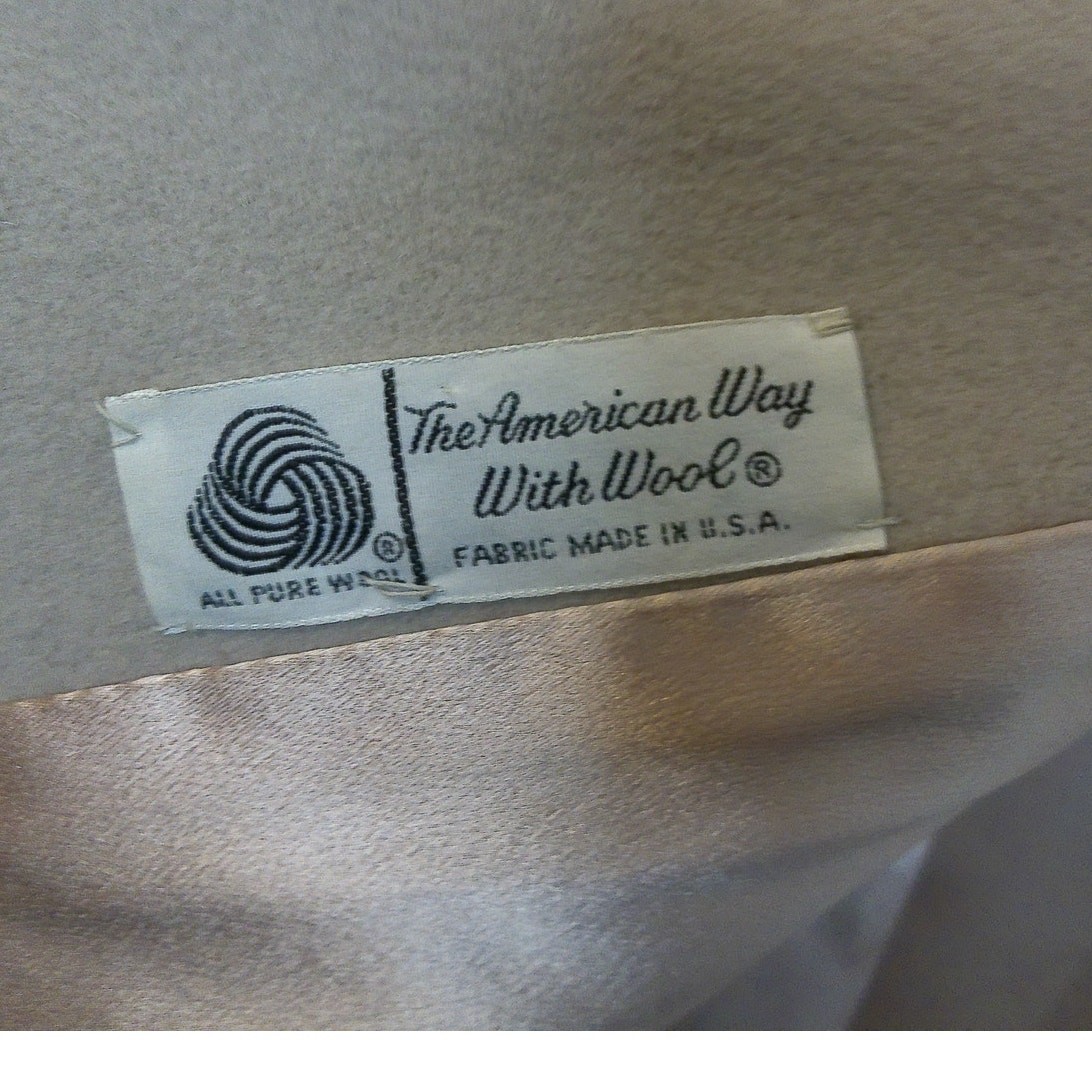 The American Way
With Wool®
FABRIC MADE IN U.S.A.
®
ALL PURE WOOL